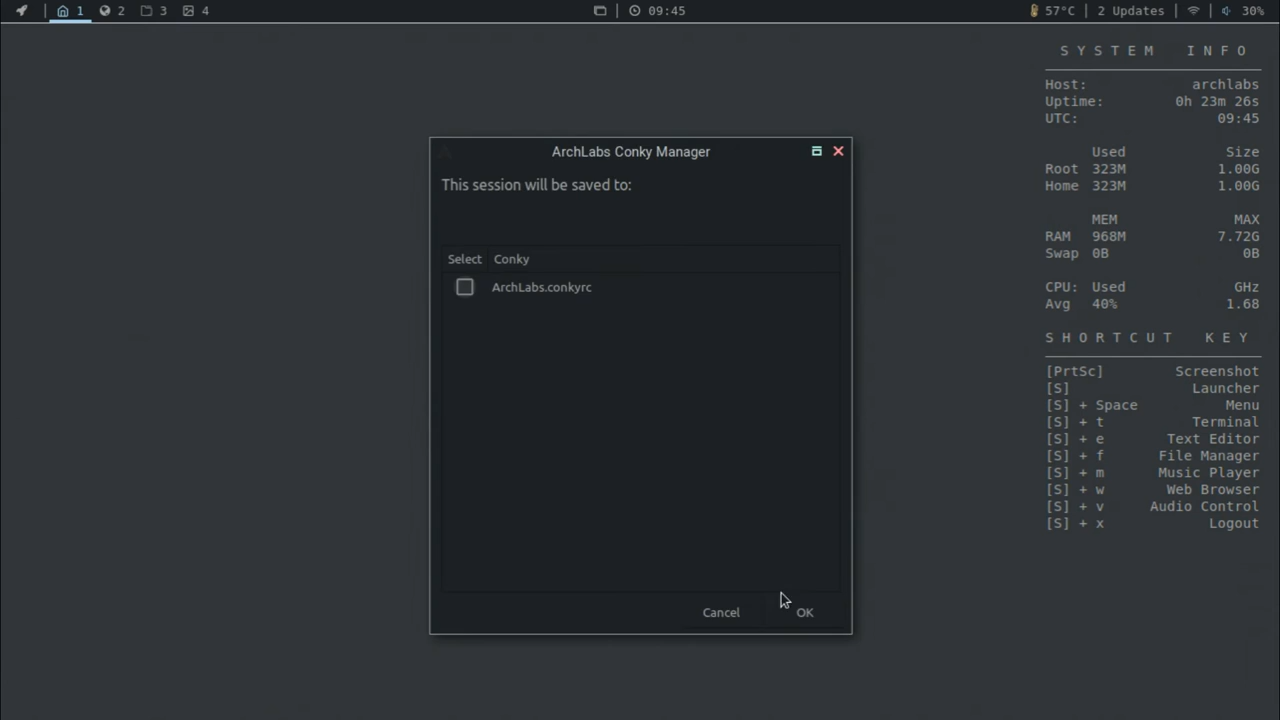 1 2 3 4 09:45 57°C 2 Updates 30%
ArchLabs Conky Manager
This session will be saved to:
Select Conky
ArchLabs.conkyrc
Cancel OK
SYSTEM INFO
Host: archlabs
Uptime: 0h 23m 26s
UTC: 09:45
Used Size
Root 323M 1.00G
Home 323M 1.00G
MEM MAX
RAM 968M 7.72G
Swap 0B 0B
CPU: Used GHz
Avg 40% 1.68
SHORTCUT KEY
[PrtSc] Screenshot
[S] Launcher
[S] + Space Menu
[S] + t Terminal
[S] + e Text Editor
[S] + f File Manager
[S] + m Music Player
[S] + w Web Browser
[S] + v Audio Control
[S] + x Logout